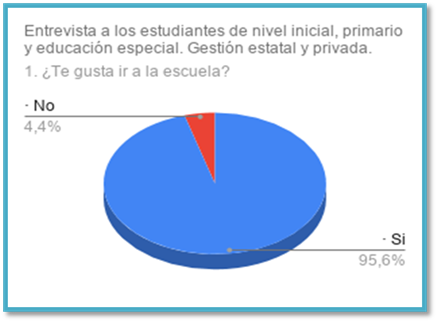 Entrevista a los estudiantes de nivel inicial, primario
y educación especial. Gestión estatal y privada.
1. ¿Te gusta ir a la escuela?
· No
4,4%
· Si
95,6%